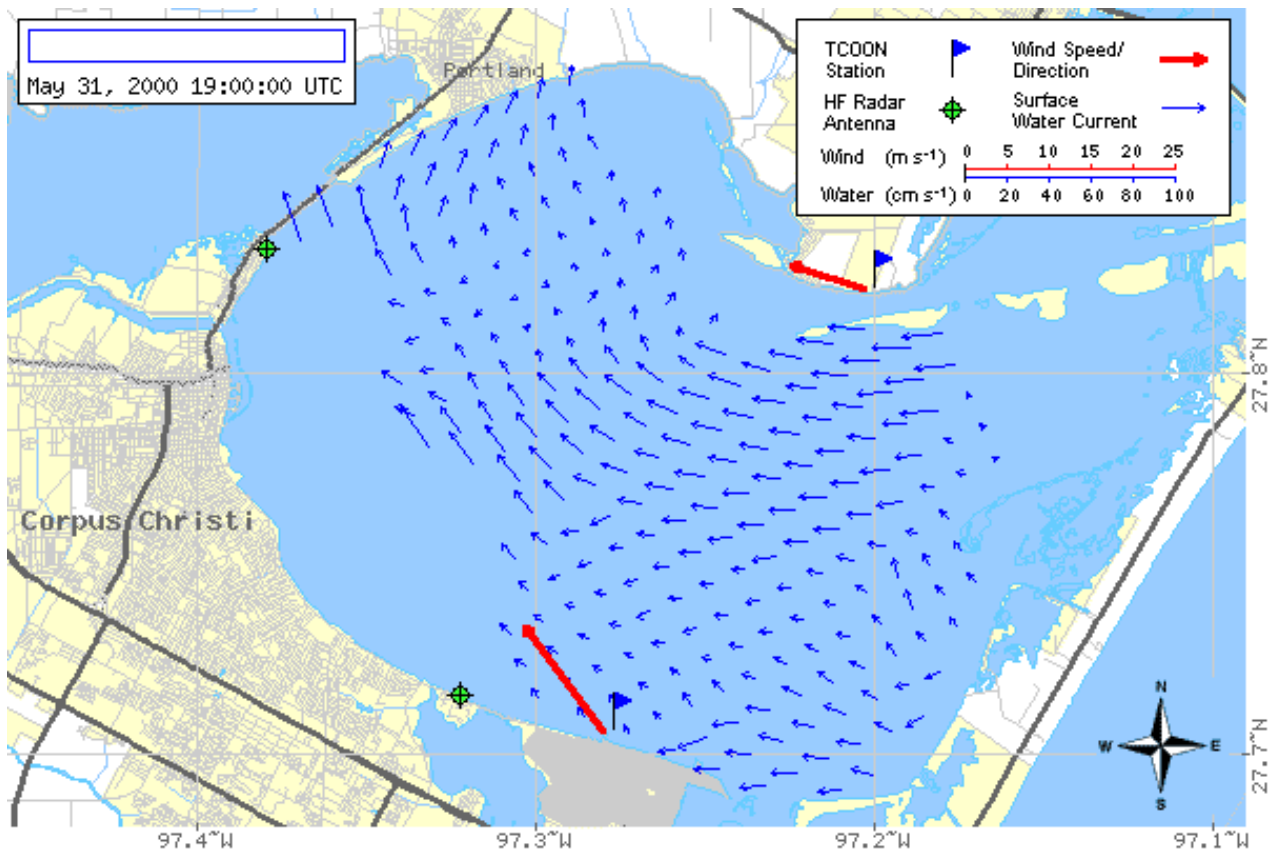 May 31, 2000 19:00:00 UTC
Portland
TCOON
Station
Wind Speed/
Direction
HF Radar
Antenna
Surface
Water Current
Wind (m s-1) 0 5 10 15 20 25
Water (cm s-1) 0 20 40 60 80 100
27.8~N
Corpus Christi
N
W E
S
27.7~N
97.4~W 97.3~W 97.2~W 97.1~W